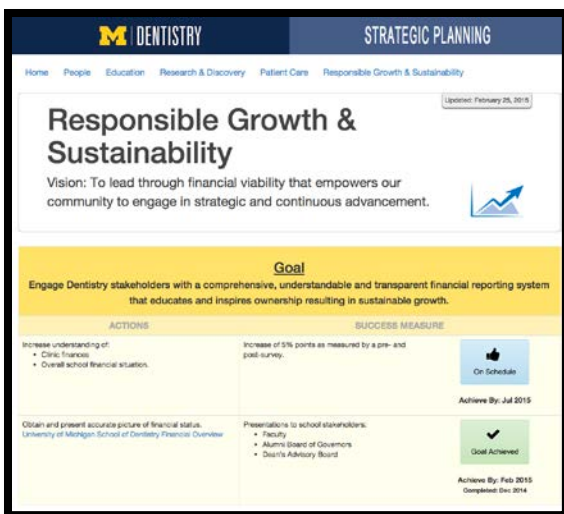 M | DENTISTRY
STRATEGIC PLANNING
Home People Education Research & Discovery Patient Care Responsible Growth & Sustainability
Updated: February 25, 2015
Responsible Growth &
Sustainability
Vision: To lead through financial viability that empowers our
community to engage in strategic and continuous advancement.
Goal
Engage Dentistry stakeholders with a comprehensive, understandable and transparent financial reporting system
that educates and inspires ownership resulting in sustainable growth.
ACTIONS
SUCCESS MEASURE
Increase understanding of:
• Clinic finances
• Overall school financial situation.
Increase of 5% points as measured by a pre- and
post-survey.
On Schedule
Achieve By: Jul 2015
Obtain and present accurate picture of financial status.
University of Michigan School of Dentistry Financial Overview
Presentations to school stakeholders:
• Faculty
• Alumni Board of Governors
• Dean's Advisory Board
Goal Achieved
Achieve By: Feb 2015
Completed: Dec 2014